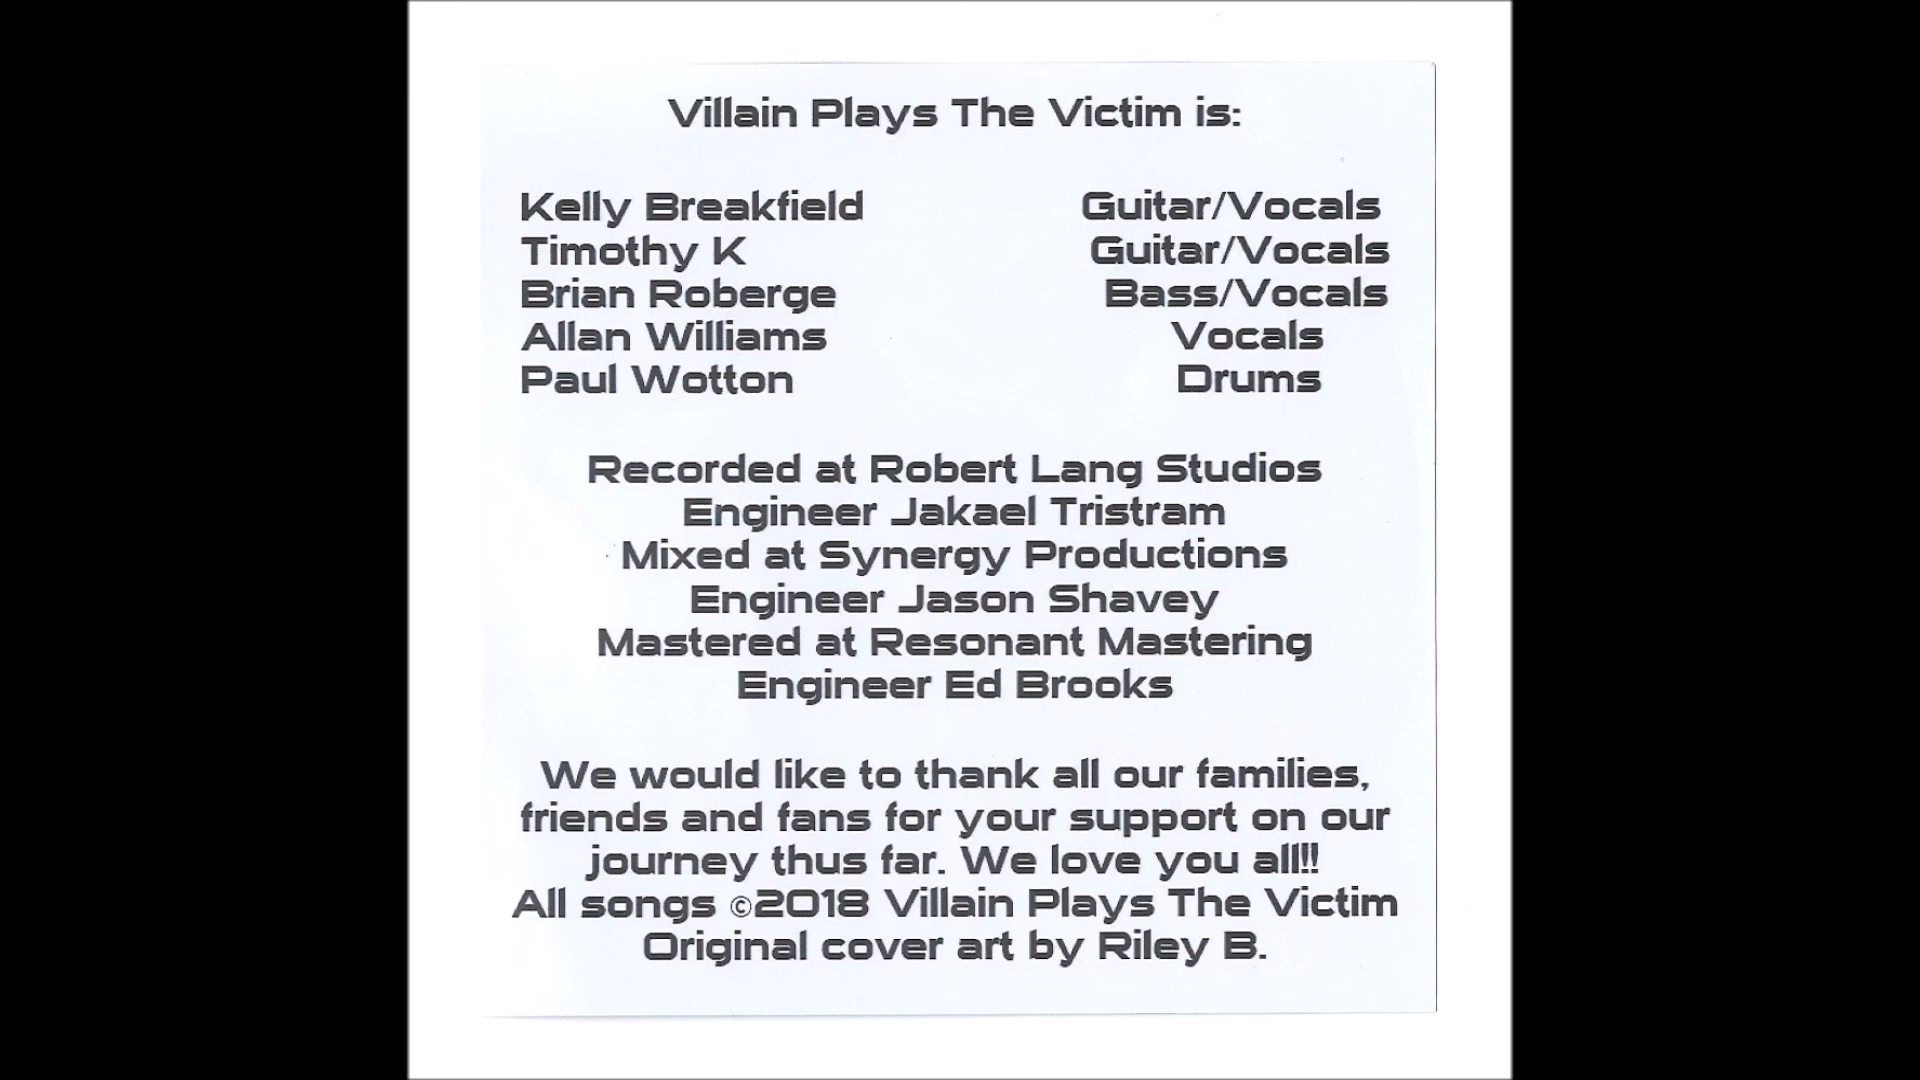 Villain Plays The Victim is:
Kelly Breakfield Guitar/Vocals
Timothy K Guitar/Vocals
Brian Roberge Bass/Vocals
Allan Williams Vocals
Paul Wotton Drums
Recorded at Robert Lang Studios
Engineer Jakael Tristram
Mixed at Synergy Productions
Engineer Jason Shavey
Mastered at Resonant Mastering
Engineer Ed Brooks
We would like to thank all our families,
friends and fans for your support on our
journey thus far. We love you all!!
All songs ©2018 Villain Plays The Victim
Original cover art by Riley B.